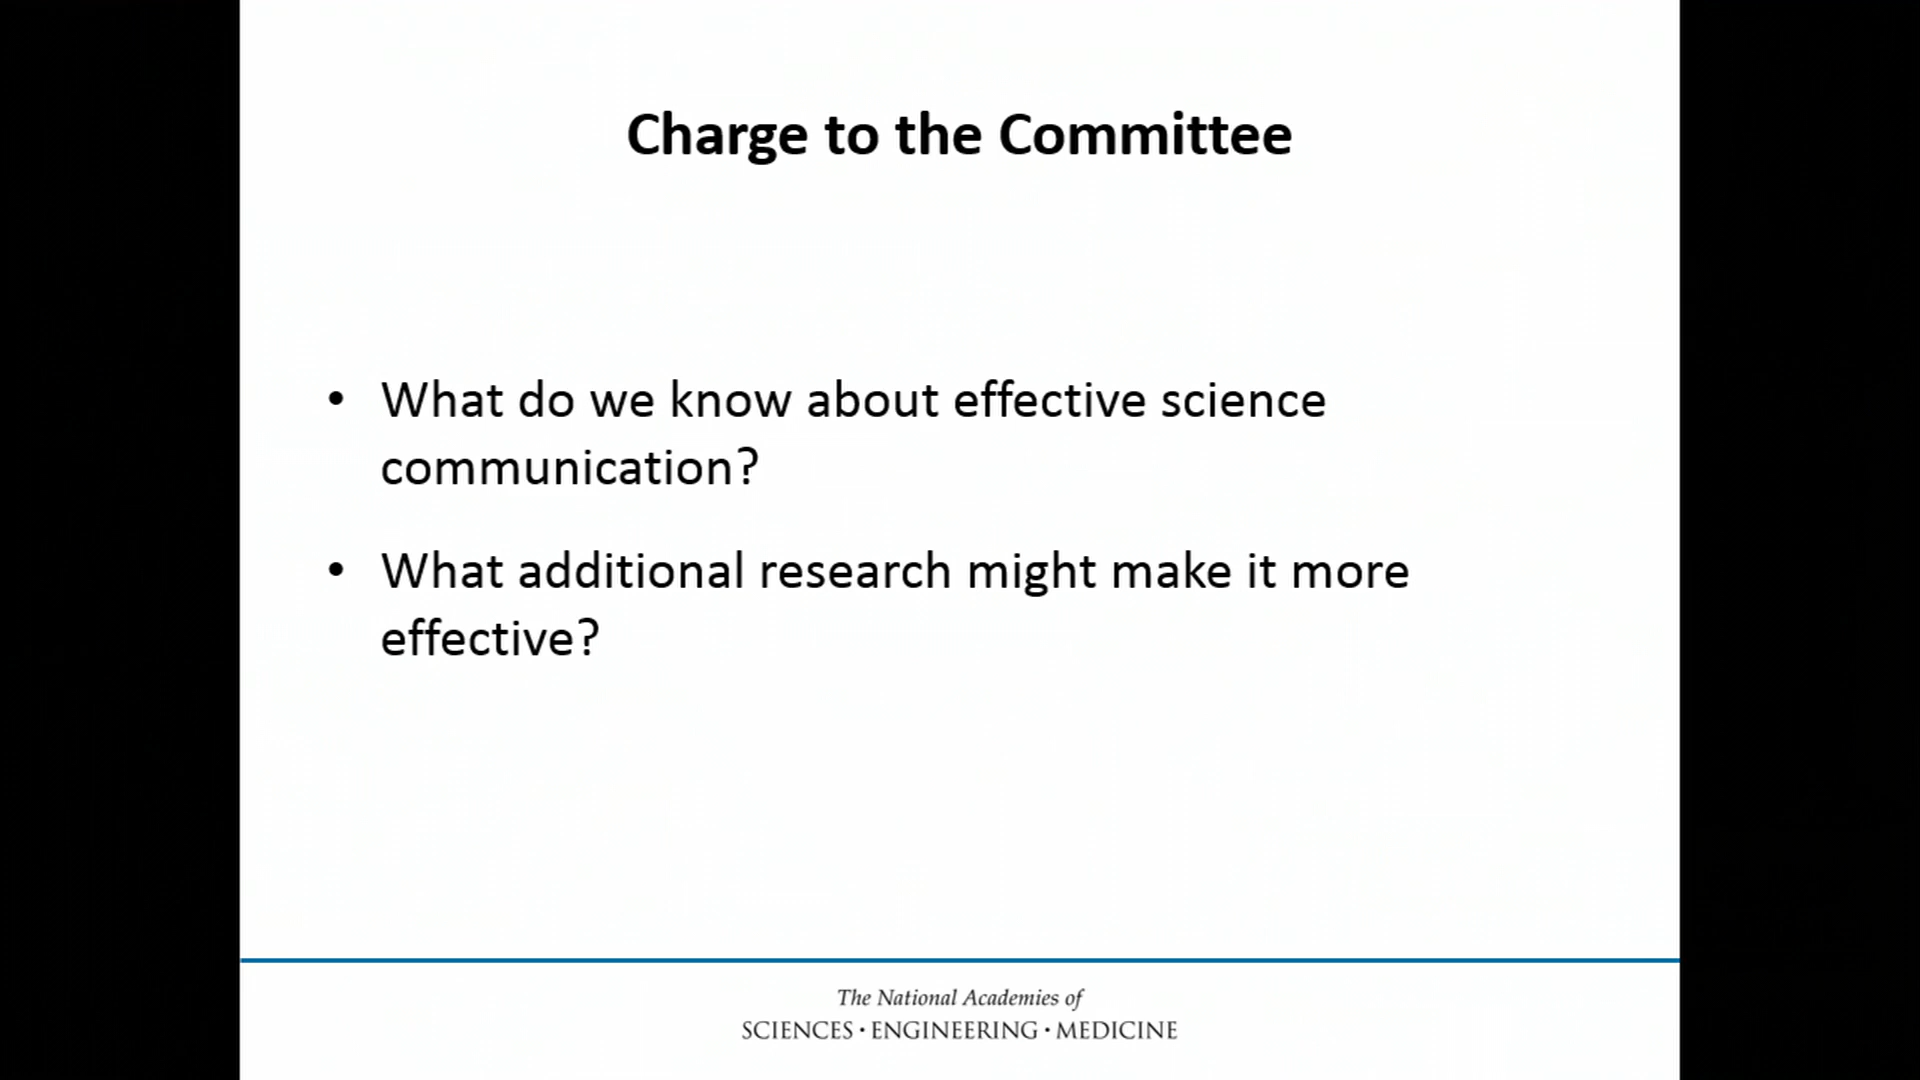 Charge to the Committee
• What do we know about effective science
communication?
• What additional research might make it more
effective?
The National Academies of
SCIENCES · ENGINEERING · MEDICINE